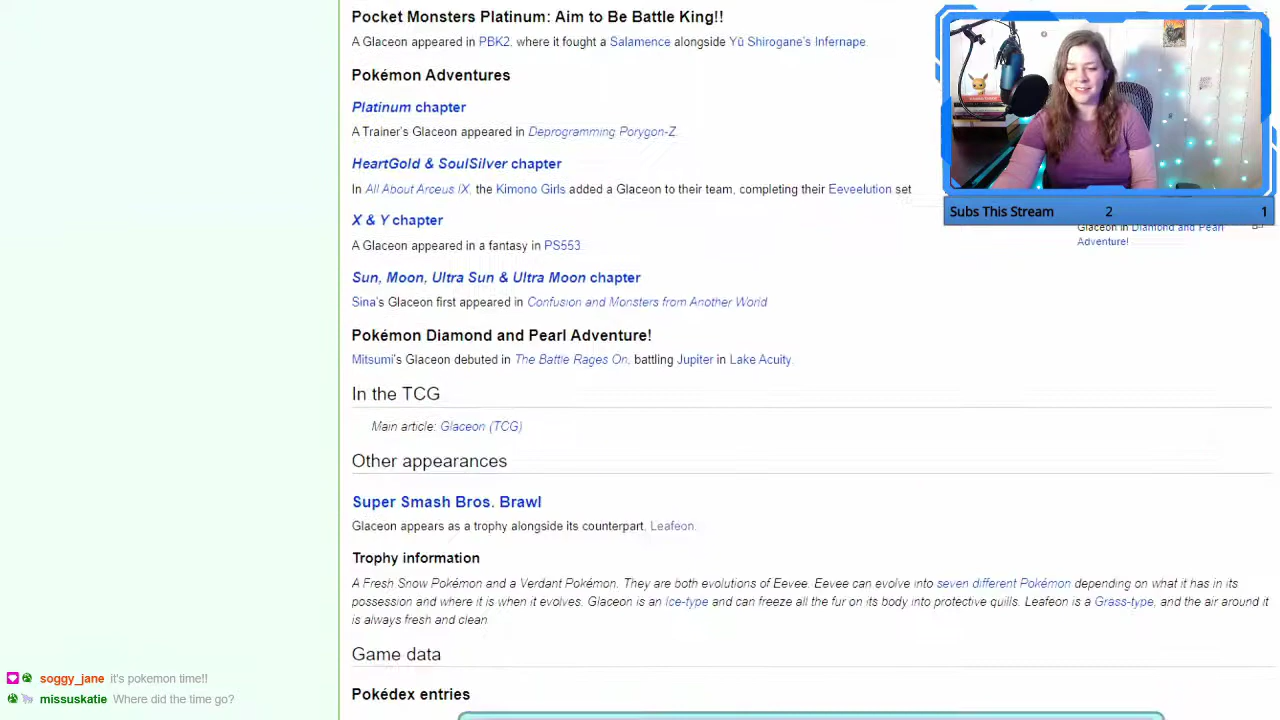 Pocket Monsters Platinum: Aim to Be Battle King!!
A Glaceon appeared in PBK2, where it fought a Salamence alongside Yū Shirogane's Infernape.
Pokémon Adventures
Platinum chapter
A Trainer's Glaceon appeared in Deprogramming Porygon-Z.
HeartGold & SoulSilver chapter
In All About Arceus IX, the Kimono Girls added a Glaceon to their team, completing their Eeveelution set
X & Y chapter
A Glaceon appeared in a fantasy in PS553.
Sun, Moon, Ultra Sun & Ultra Moon chapter
Sina's Glaceon first appeared in Confusion and Monsters from Another World
Pokémon Diamond and Pearl Adventure!
Mitsumi's Glaceon debuted in The Battle Rages On, battling Jupiter in Lake Acuity.
In the TCG
Main article: Glaceon (TCG)
Other appearances
Super Smash Bros. Brawl
Glaceon appears as a trophy alongside its counterpart, Leafeon.
Trophy information
A Fresh Snow Pokémon and a Verdant Pokémon. They are both evolutions of Eevee. Eevee can evolve into seven different Pokémon depending on what it has in its
possession and where it is when it evolves. Glaceon is an Ice-type and can freeze all the fur on its body into protective quills. Leafeon is a Grass-type, and the air around it
is always fresh and clean
Game data
Pokédex entries
Subs This Stream 2 1
Glaceon in Diamond and Pearl
Adventure!
soggy_jane it's pokemon time!!
missuskatie Where did the time go?